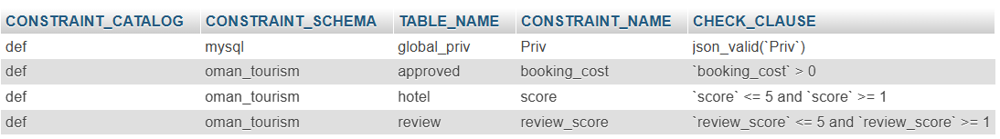 CONSTRAINT_CATALOG CONSTRAINT_SCHEMA TABLE_NAME CONSTRAINT_NAME CHECK_CLAUSE
def mysql global_priv Priv json_valid(`Priv`)
def oman_tourism approved booking_cost `booking_cost` > 0
def oman_tourism hotel score `score` <= 5 and `score` >= 1
def oman_tourism review review_score `review_score` <= 5 and `review_score` >= 1